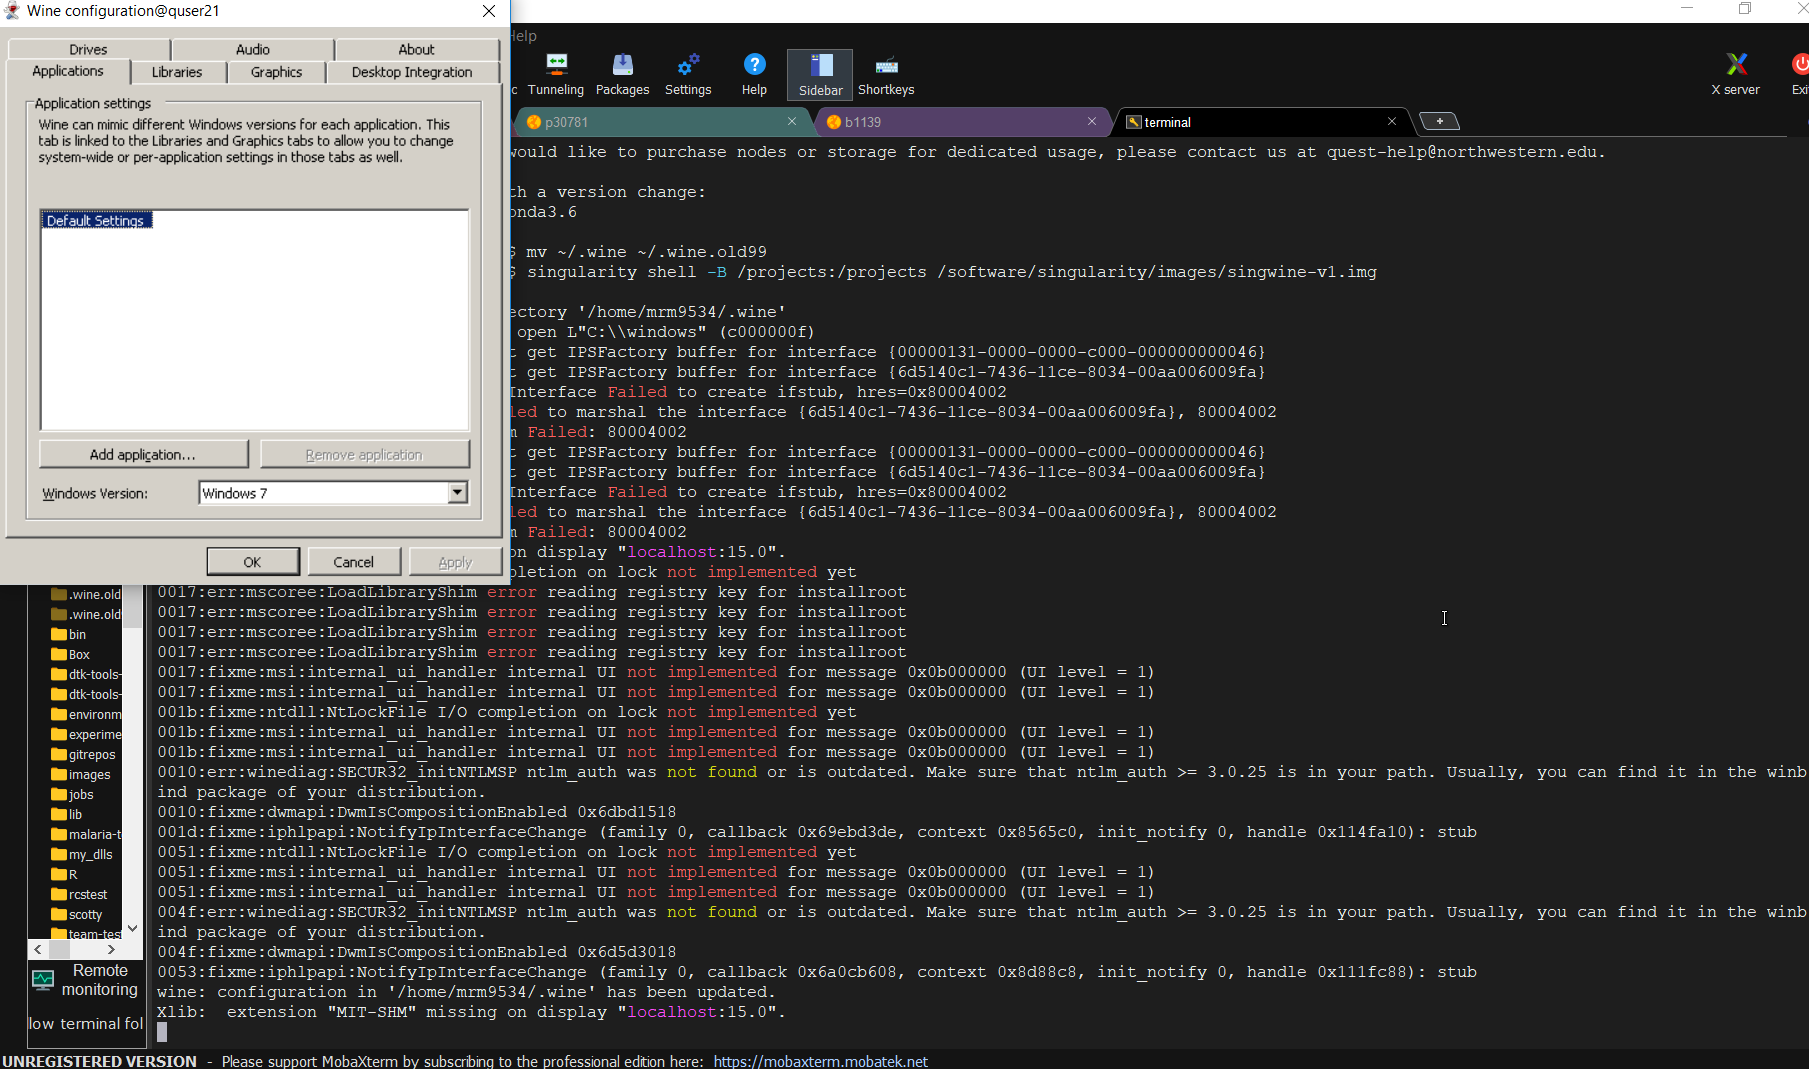 Wine configuration@quser21
Drives
Audio
About
Applications
Libraries
Graphics
Desktop Integration
Application settings
Wine can mimic different Windows versions for each application. This
tab is linked to the Libraries and Graphics tabs to allow you to change
system-wide or per-application settings in those tabs as well.
Default Settings
Add application...
Remove application
Windows Version:
Windows 7
OK
Cancel
Apply
Help
Tunneling
Packages
Settings
Help
Sidebar
Shortkeys
X server
Exi
p30781
b1139
terminal
would like to purchase nodes or storage for dedicated usage, please contact us at quest-help@northwestern.edu.
th a version change:
onda3.6
$ mv ~/.wine ~/.wine.old99
$ singularity shell -B /projects:/projects /software/singularity/images/singwine-v1.img
ectory '/home/mrm9534/.wine'
open L"C:\\windows" (c000000f)
t get IPSFactory buffer for interface {00000131-0000-0000-c000-000000000046}
t get IPSFactory buffer for interface {6d5140c1-7436-11ce-8034-00aa006009fa}
Interface Failed to create ifstub, hres=0x80004002
led to marshal the interface {6d5140c1-7436-11ce-8034-00aa006009fa}, 80004002
m Failed: 80004002
t get IPSFactory buffer for interface {00000131-0000-0000-c000-000000000046}
t get IPSFactory buffer for interface {6d5140c1-7436-11ce-8034-00aa006009fa}
Interface Failed to create ifstub, hres=0x80004002
led to marshal the interface {6d5140c1-7436-11ce-8034-00aa006009fa}, 80004002
m Failed: 80004002
on display "localhost:15.0".
pletion on lock not implemented yet
0017:err:mscoree:LoadLibraryShim error reading registry key for installroot
0017:err:mscoree:LoadLibraryShim error reading registry key for installroot
0017:err:mscoree:LoadLibraryShim error reading registry key for installroot
0017:err:mscoree:LoadLibraryShim error reading registry key for installroot
0017:fixme:msi:internal_ui_handler internal UI not implemented for message 0x0b000000 (UI level = 1)
0017:fixme:msi:internal_ui_handler internal UI not implemented for message 0x0b000000 (UI level = 1)
001b:fixme:ntdll:NtLockFile I/O completion on lock not implemented yet
001b:fixme:msi:internal_ui_handler internal UI not implemented for message 0x0b000000 (UI level = 1)
001b:fixme:msi:internal_ui_handler internal UI not implemented for message 0x0b000000 (UI level = 1)
0010:err:winediag:SECUR32_initNTLMSP ntlm_auth was not found or is outdated. Make sure that ntlm_auth >= 3.0.25 is in your path. Usually, you can find it in the winb
ind package of your distribution.
0010:fixme:dwmapi:DwmIsCompositionEnabled 0x6dbd1518
001d:fixme:iphlpapi:NotifyIpInterfaceChange (family 0, callback 0x69ebd3de, context 0x8565c0, init_notify 0, handle 0x114fa10): stub
0051:fixme:ntdll:NtLockFile I/O completion on lock not implemented yet
0051:fixme:msi:internal_ui_handler internal UI not implemented for message 0x0b000000 (UI level = 1)
0051:fixme:msi:internal_ui_handler internal UI not implemented for message 0x0b000000 (UI level = 1)
004f:err:winediag:SECUR32_initNTLMSP ntlm_auth was not found or is outdated. Make sure that ntlm_auth >= 3.0.25 is in your path. Usually, you can find it in the winb
ind package of your distribution.
004f:fixme:dwmapi:DwmIsCompositionEnabled 0x6d5d3018
0053:fixme:iphlpapi:NotifyIpInterfaceChange (family 0, callback 0x6a0cb608, context 0x8d88c8, init_notify 0, handle 0x111fc88): stub
wine: configuration in '/home/mrm9534/.wine' has been updated.
Xlib:  extension "MIT-SHM" missing on display "localhost:15.0".
.wine.old
.wine.old
bin
Box
dtk-tools-
dtk-tools-
environm
experime
gitrepos
images
jobs
lib
malaria-t
my_dlls
R
rcstest
scotty
team-test
Remote
monitoring
low terminal fol
UNREGISTERED VERSION - Please support MobaXterm by subscribing to the professional edition here: https://mobaxterm.mobatek.net